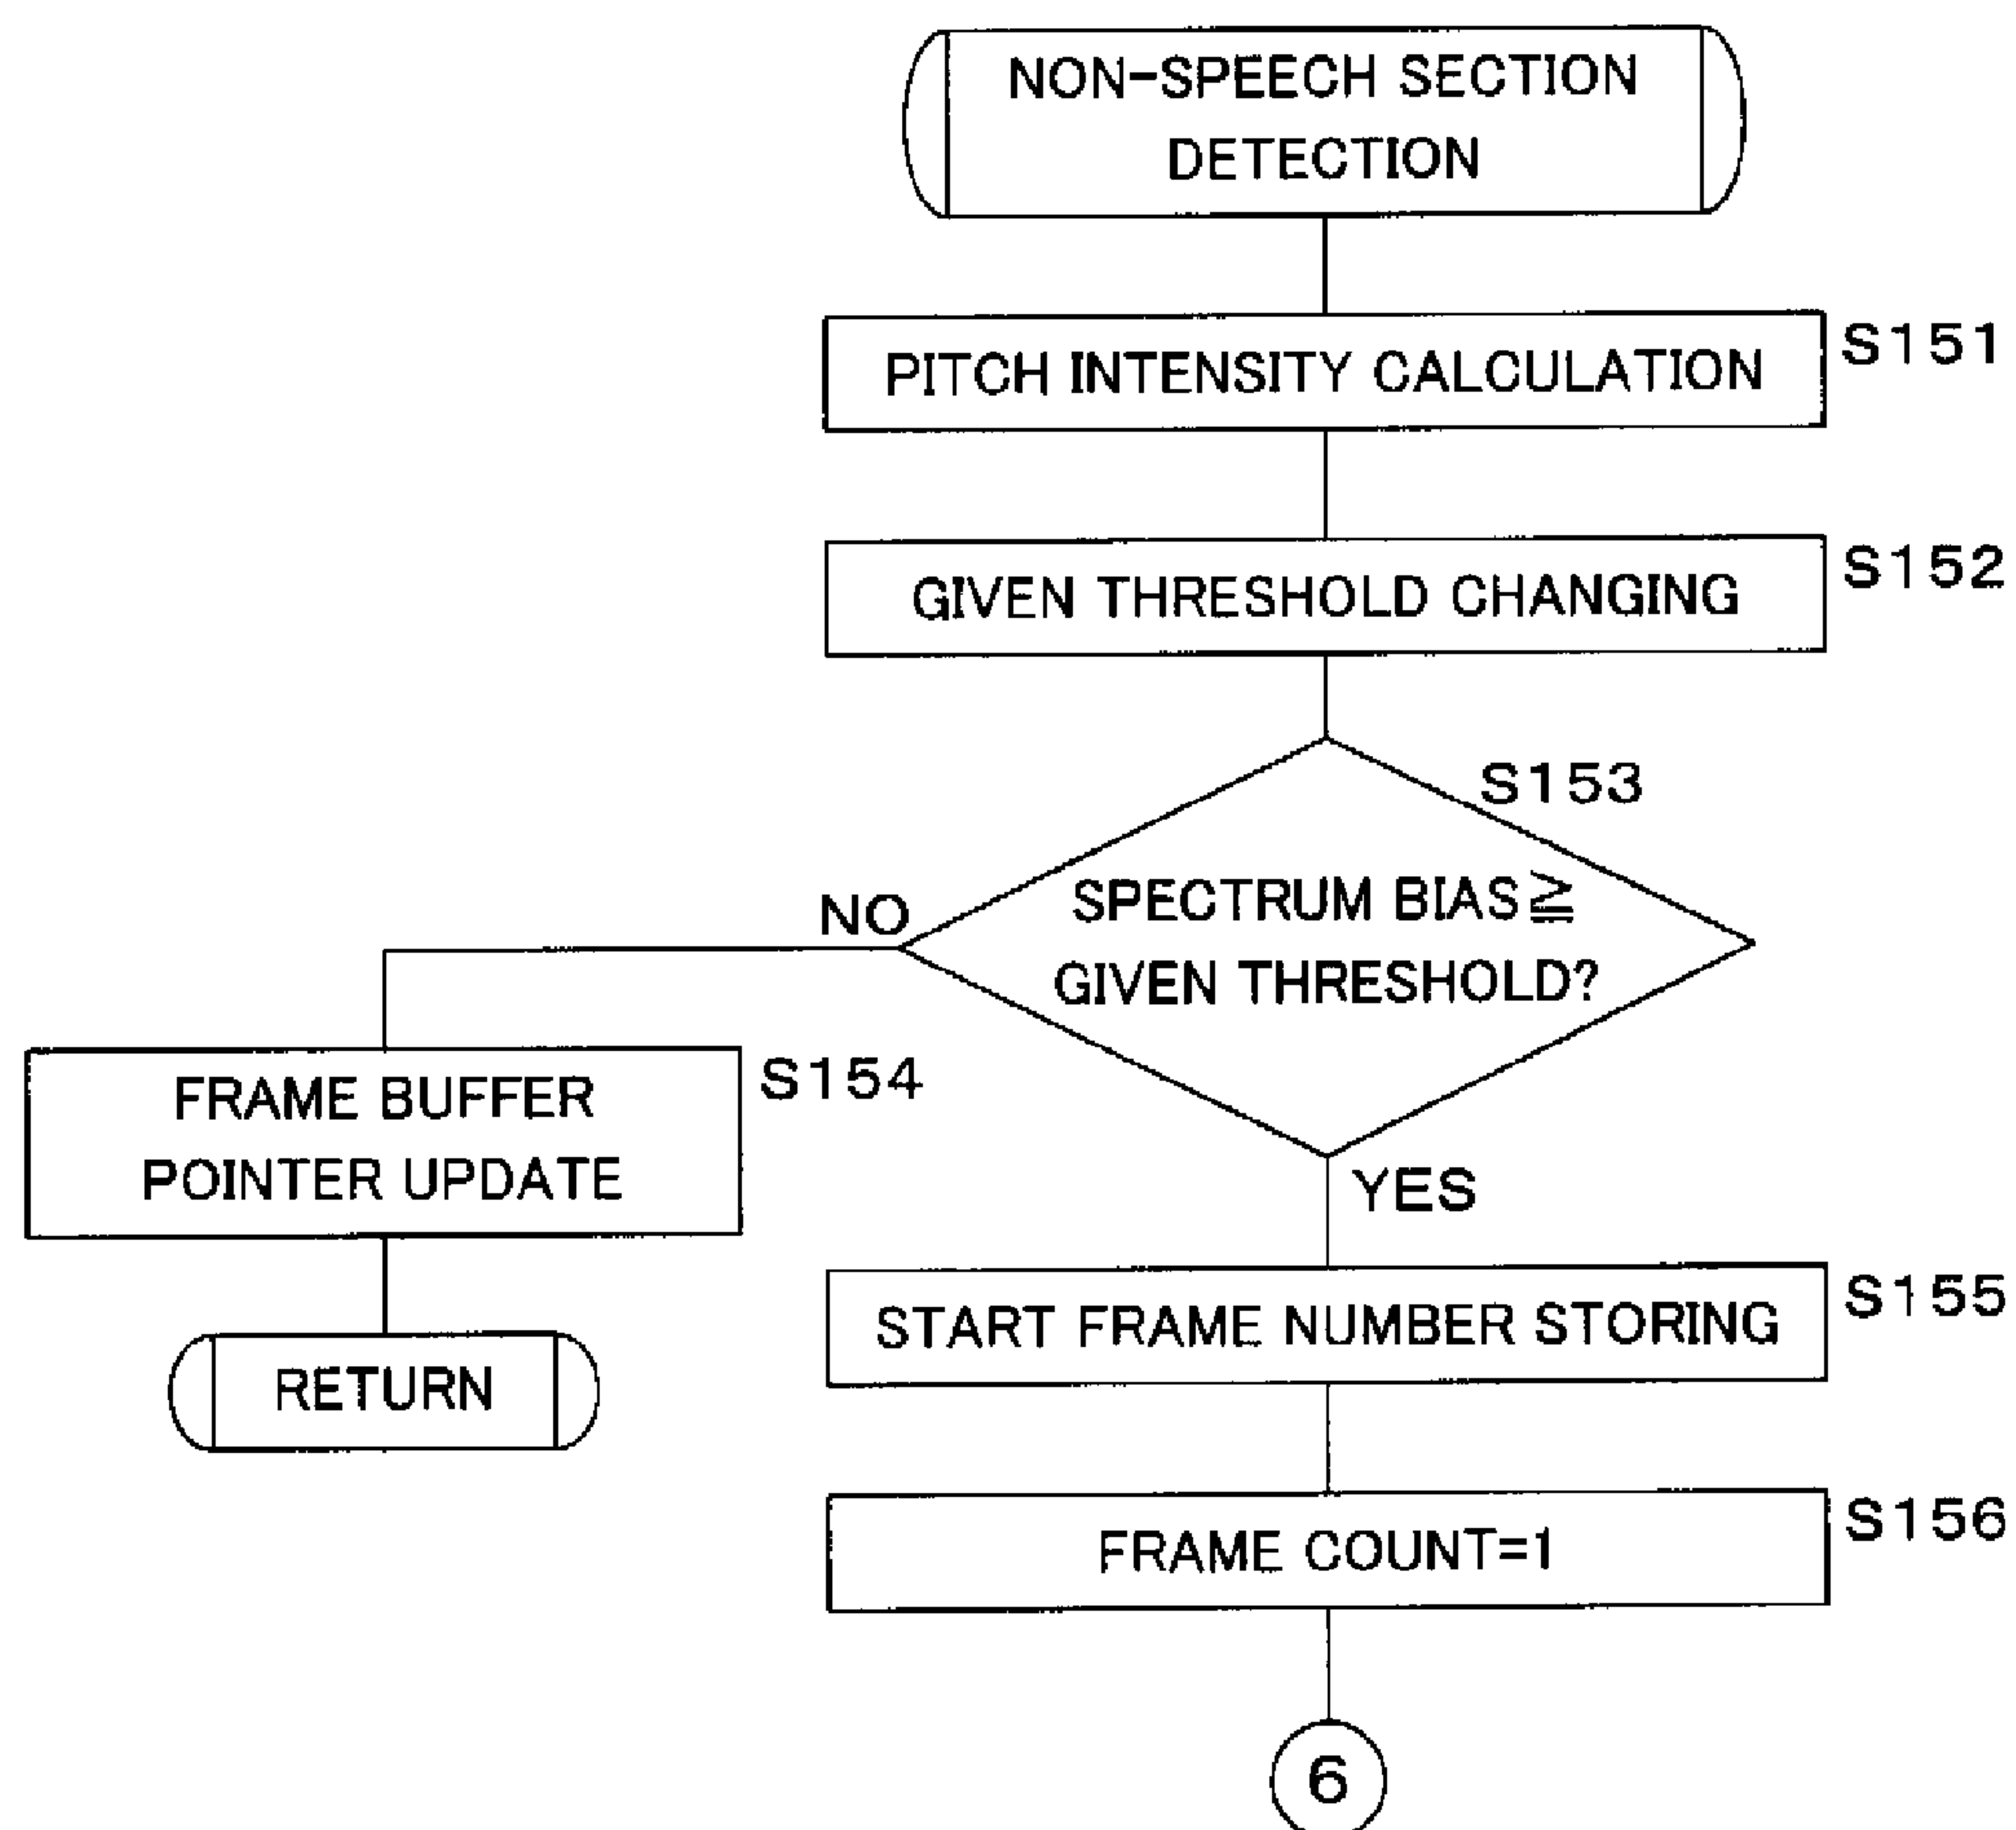 NON-SPEECH SECTION
DETECTION
PITCH INTENSITY CALCULATION
S151
GIVEN THRESHOLD CHANGING
S152
S153
SPECTRUM BIAS≧
GIVEN THRESHOLD?
NO
YES
FRAME BUFFER
POINTER UPDATE
S154
RETURN
START FRAME NUMBER STORING
S155
FRAME COUNT=1
S156
6